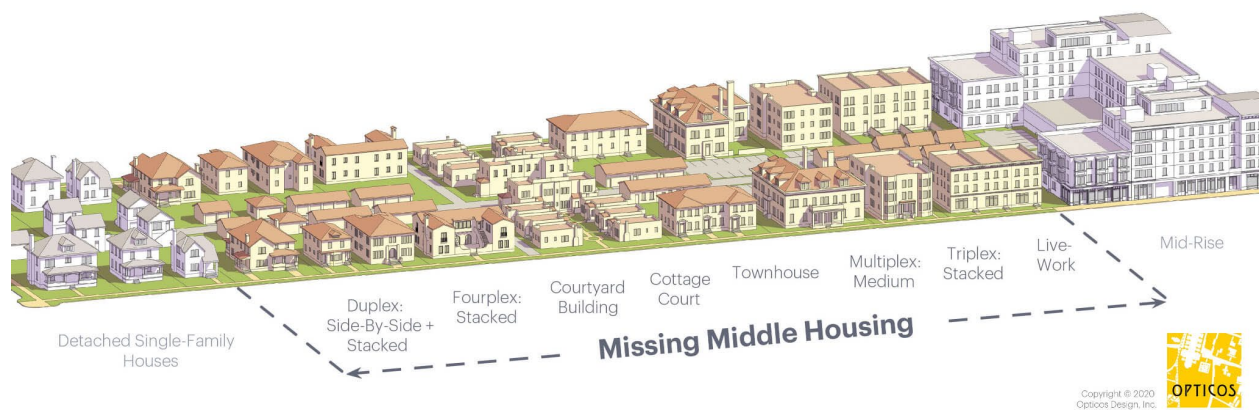 Detached Single-Family
Houses
Duplex:
Side-By-Side +
Stacked
Fourplex:
Stacked
Courtyard
Building
Cottage
Court
Townhouse
Multiplex:
Medium
Triplex:
Stacked
Live-
Work
Mid-Rise
Missing Middle Housing
Copyright © 2020
Opticos Design, Inc.
OPTICOS